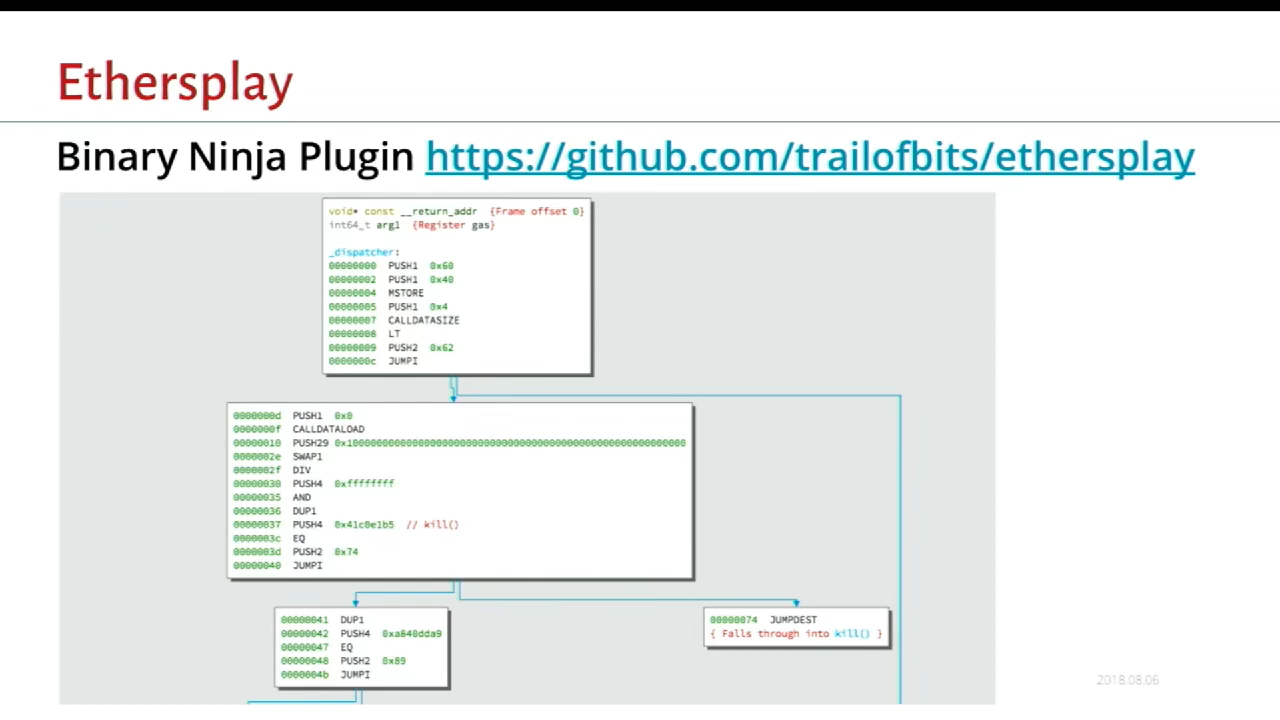 Ethersplay
Binary Ninja Plugin https://github.com/trailofbits/ethersplay
void* const __return_addr {Frame offset 0}
int64_t arg1 {Register gas}
_dispatcher:
00000000 PUSH1 0x60
00000002 PUSH1 0x40
00000004 MSTORE
00000005 PUSH1 0x4
00000007 CALLDATASIZE
00000008 LT
00000009 PUSH2 0x62
0000000c JUMPI
0000000d PUSH1 0x0
0000000f CALLDATALOAD
00000010 PUSH29 0x100000000000000000000000000000000000000000000000000000000
0000002e SWAP1
0000002f DIV
00000030 PUSH4 0xffffffff
00000035 AND
00000036 DUP1
00000037 PUSH4 0x41c0e1b5 // kill()
0000003c EQ
0000003d PUSH2 0x74
00000040 JUMPI
00000041 DUP1
00000042 PUSH4 0xa840dda9
00000047 EQ
00000048 PUSH2 0x89
0000004b JUMPI
00000074 JUMPDEST
{ Falls through into kill() }
2018.08.06